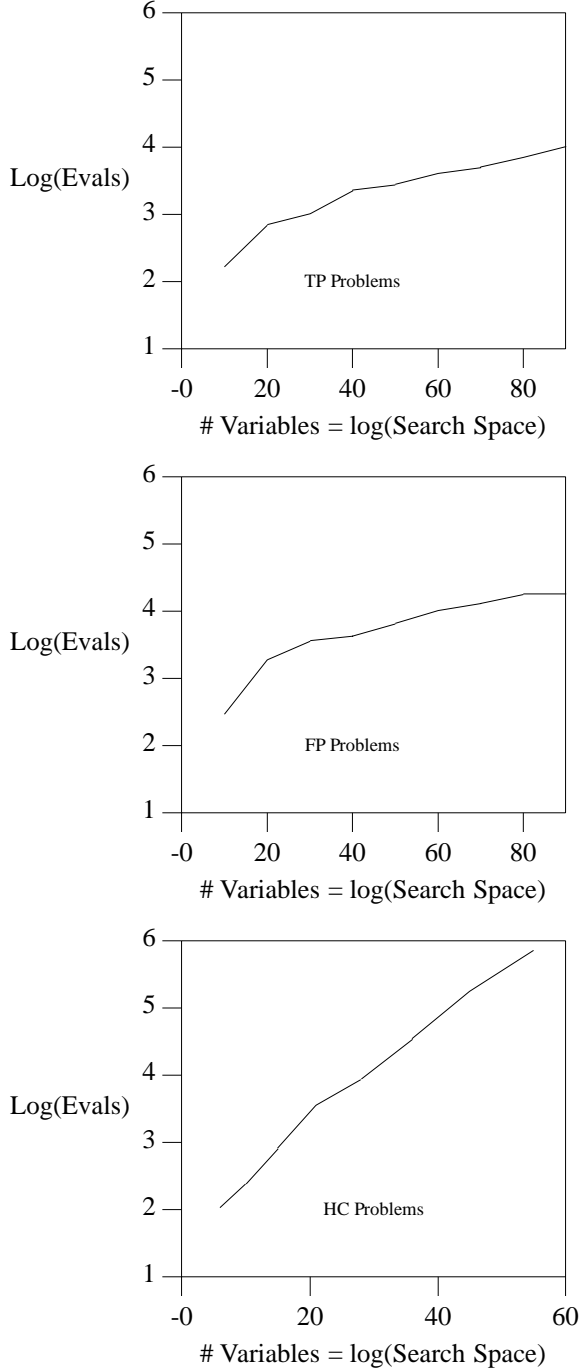 6
5
4
Log(Evals)
3
2
TP Problems
1
-0 20 40 60 80
# Variables = log(Search Space)
6
5
4
Log(Evals)
3
2
FP Problems
1
-0 20 40 60 80
# Variables = log(Search Space)
6
5
4
Log(Evals)
3
2
HC Problems
1
-0 20 40 60
# Variables = log(Search Space)